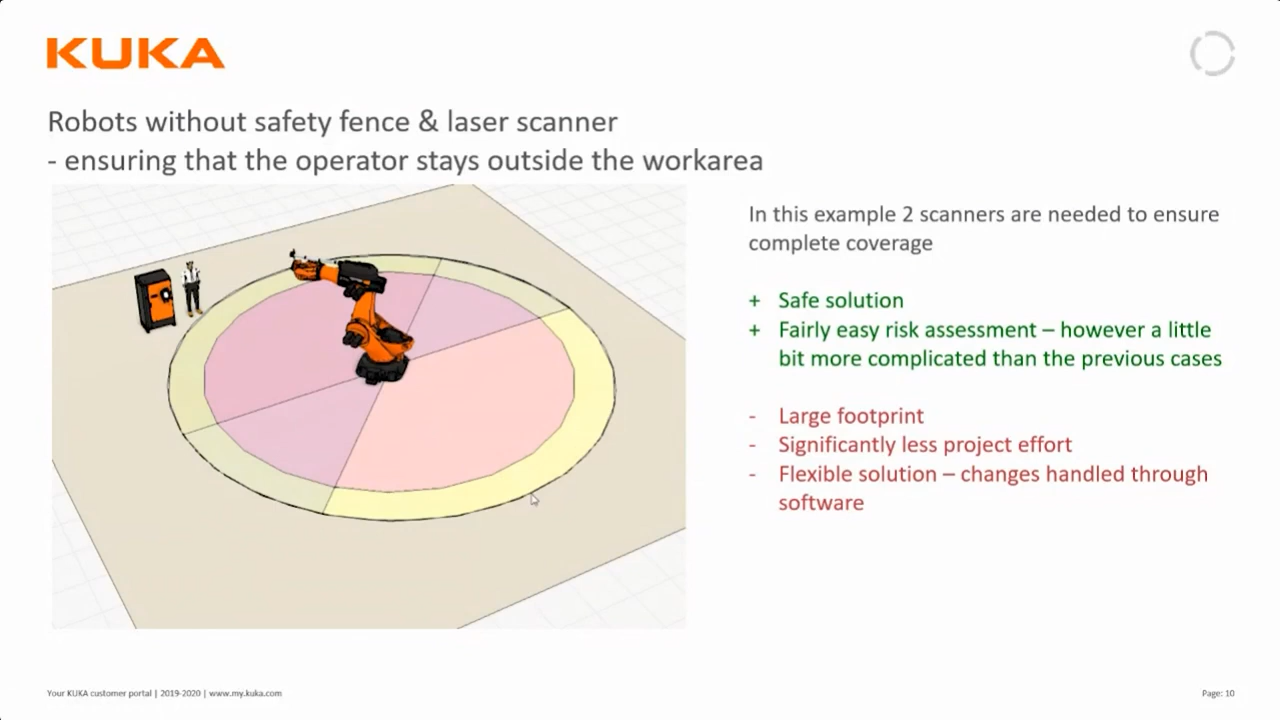 KUKA
Robots without safety fence & laser scanner
- ensuring that the operator stays outside the workarea
In this example 2 scanners are needed to ensure
complete coverage
+ Safe solution
+ Fairly easy risk assessment – however a little
bit more complicated than the previous cases
- Large footprint
- Significantly less project effort
- Flexible solution – changes handled through
software
Your KUKA customer portal | 2019-2020 | www.my.kuka.com
Page: 10